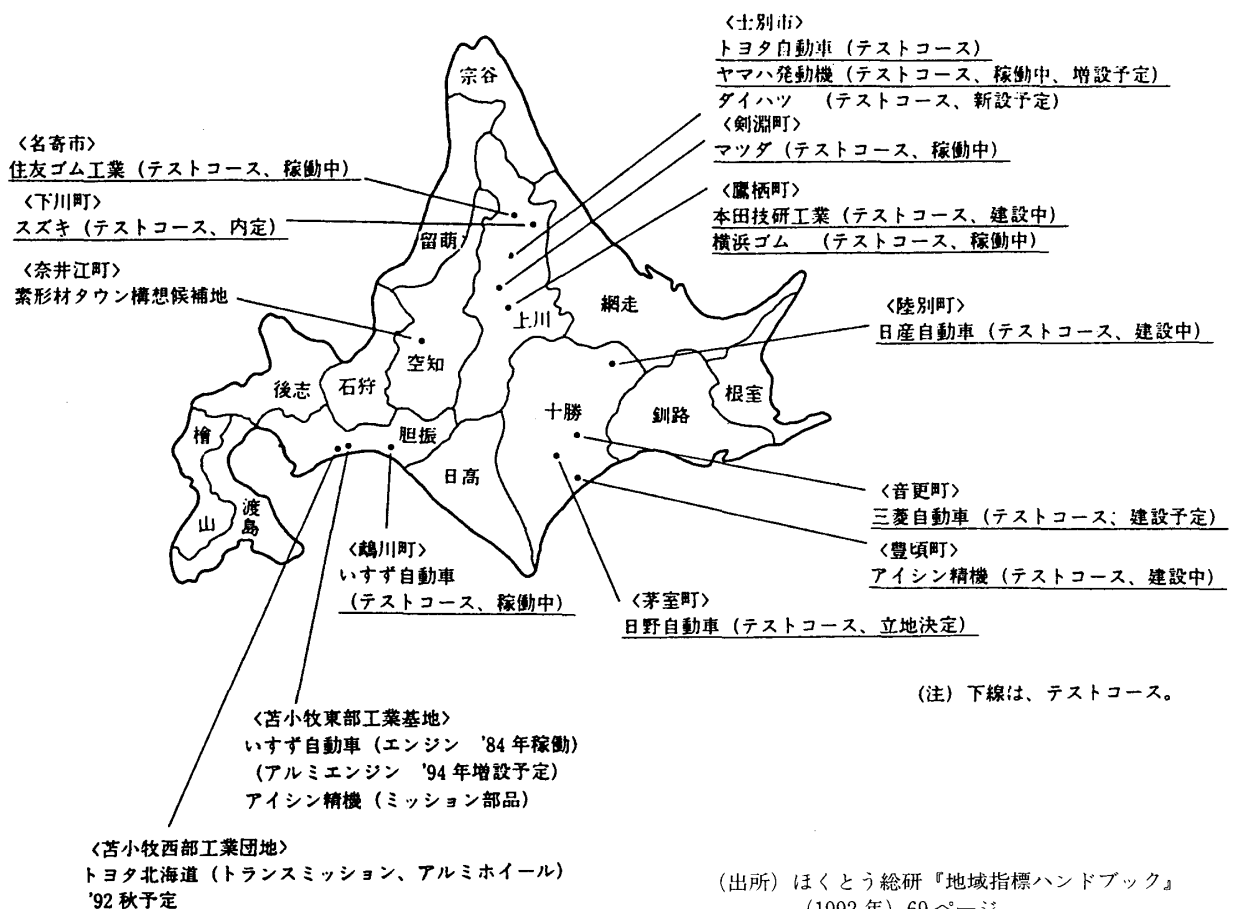 〈士別市〉
トヨタ自動車（テストコース）
ヤマハ発動機（テストコース、稼働中、増設予定）
ダイハツ　（テストコース、新設予定）
〈剣淵町〉
マツダ（テストコース、稼働中）
〈鷹栖町〉
本田技研工業（テストコース、建設中）
横浜ゴム　（テストコース、稼働中）
〈名寄市〉
住友ゴム工業（テストコース、稼働中）
〈下川町〉
スズキ（テストコース、内定）
〈奈井江町〉
素形材タウン構想候補地
〈陸別町〉
日産自動車（テストコース、建設中）
宗谷
留萌
上川
網走
空知
石狩
後志
胆振
日高
十勝
釧路
根室
檜
山
渡
島
〈音更町〉
三菱自動車（テストコース、建設予定）
〈豊頃町〉
アイシン精機（テストコース、建設中）
〈茅室町〉
日野自動車（テストコース、立地決定）
〈鵡川町〉
いすず自動車
（テストコース、稼働中）
（注）下線は、テストコース。
〈苫小牧東部工業基地〉
いすず自動車（エンジン　'84年稼働）
（アルミエンジン　'94年増設予定）
アイシン精機（ミッション部品）
〈苫小牧西部工業団地〉
トヨタ北海道（トランスミッション、アルミホイール）
'92秋予定
（出所）ほくとう総研『地域指標ハンドブック』
（1992年）69ページ